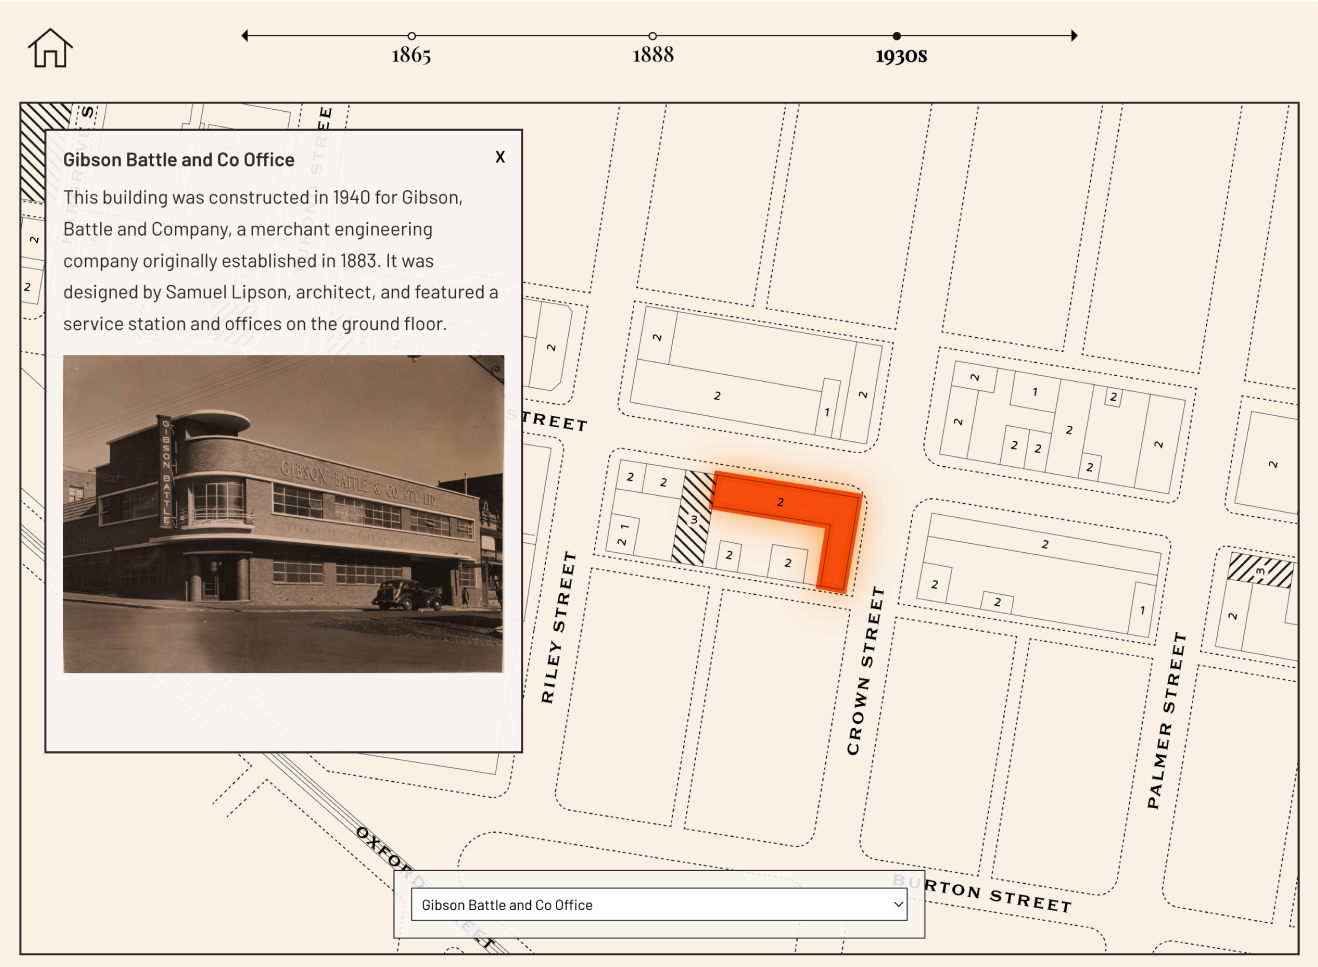 1865
1888
1930s
Gibson Battle and Co Office
X
This building was constructed in 1940 for Gibson,
Battle and Company, a merchant engineering
company originally established in 1883. It was
designed by Samuel Lipson, architect, and featured a
service station and offices on the ground floor.
GIBSON BATTLE
GIBSON, BATTLE & CO PTY LTD
STREET
RILEY STREET
CROWN STREET
PALMER STREET
BURTON STREET
OXFORD STREET
2
2
2
2
2
1
2
2
2
1
2
2
2
2
2
2
2
2
2
3
2
1
2
2
2
2
2
2
1
3
2
Gibson Battle and Co Office